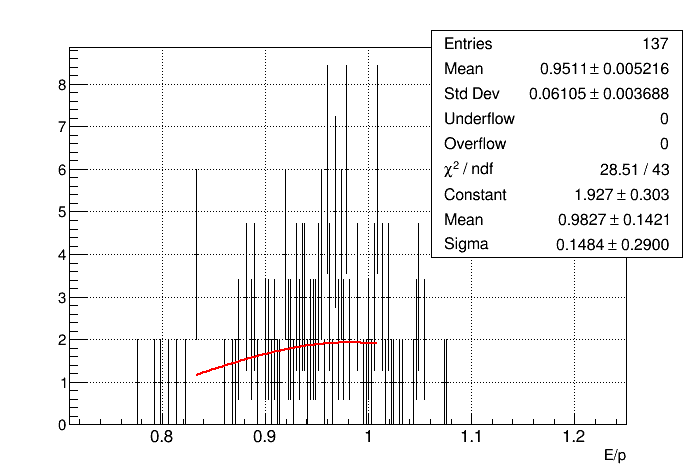 Entries 137
Mean 0.9511 ± 0.005216
Std Dev 0.06105 ± 0.003688
Underflow 0
Overflow 0
χ² / ndf 28.51 / 43
Constant 1.927 ± 0.303
Mean 0.9827 ± 0.1421
Sigma 0.1484 ± 0.2900
8
7
6
5
4
3
2
1
0
0.8 0.9 1 1.1 1.2
E/p